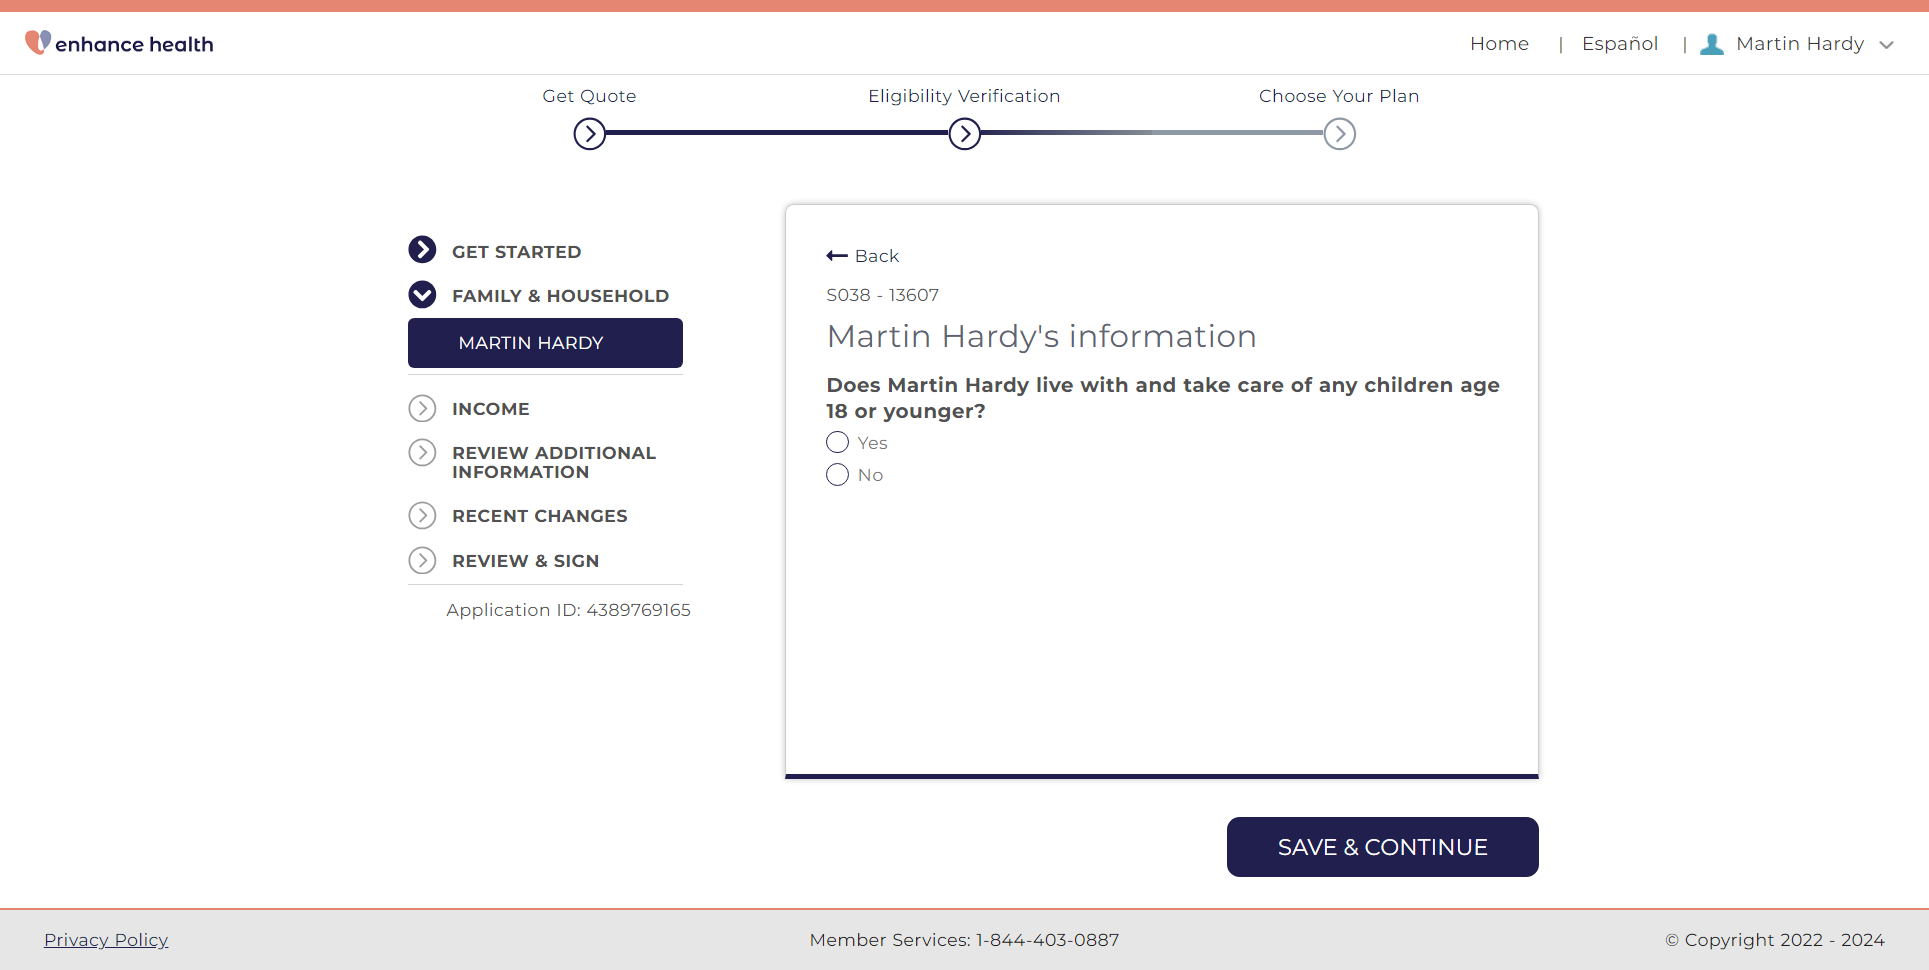 enhance health
Home | Español | Martin Hardy
Get Quote
Eligibility Verification
Choose Your Plan
GET STARTED
FAMILY & HOUSEHOLD
MARTIN HARDY
INCOME
REVIEW ADDITIONAL
INFORMATION
RECENT CHANGES
REVIEW & SIGN
Application ID: 4389769165
Back
S038 - 13607
Martin Hardy's information
Does Martin Hardy live with and take care of any children age
18 or younger?
Yes
No
SAVE & CONTINUE
Privacy Policy
Member Services: 1-844-403-0887
© Copyright 2022 - 2024